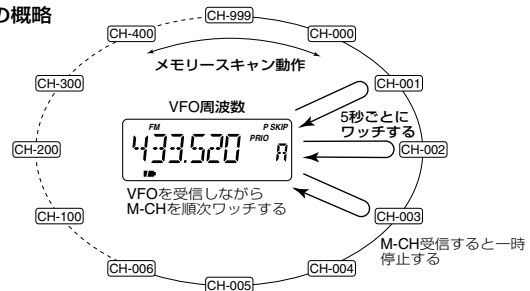 の概略
CH-999
CH-400
CH-000
メモリースキャン動作
CH-300
CH-001
VFO周波数
5秒ごとに
ワッチする
FM
P SKIP
PRIO
433.520
A
CH-200
CH-002
VFOを受信しながら
M-CHを順次ワッチする
CH-100
CH-003
M-CH受信すると一時
停止する
CH-006
CH-004
CH-005